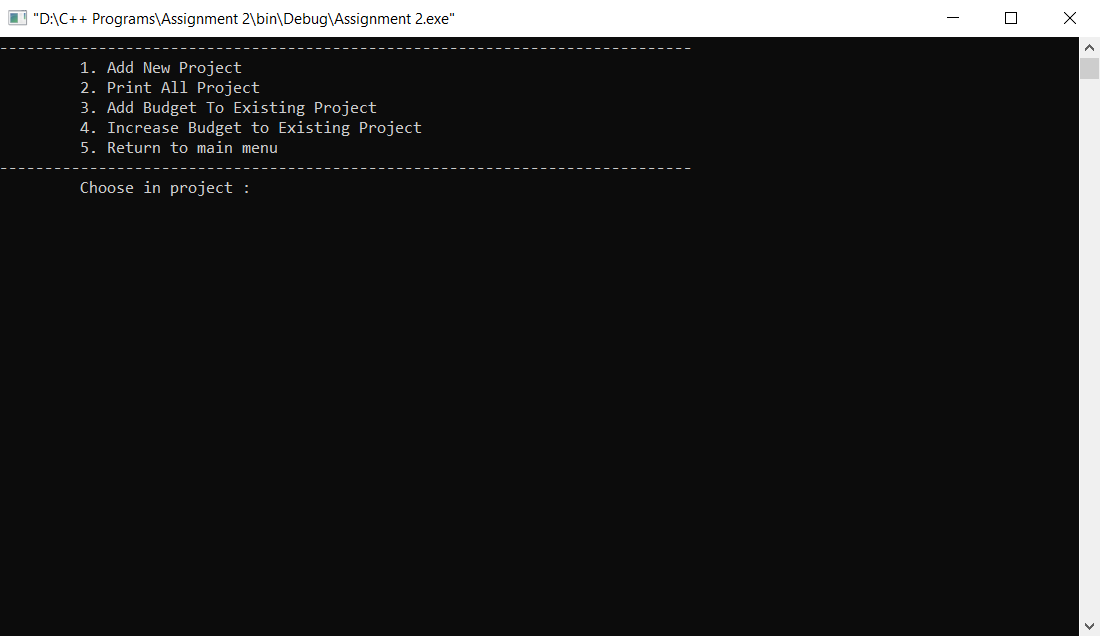 "D:\C++ Programs\Assignment 2\bin\Debug\Assignment 2.exe"
-----------------------------------------------------------------------------
1. Add New Project
2. Print All Project
3. Add Budget To Existing Project
4. Increase Budget to Existing Project
5. Return to main menu
-----------------------------------------------------------------------------
Choose in project :